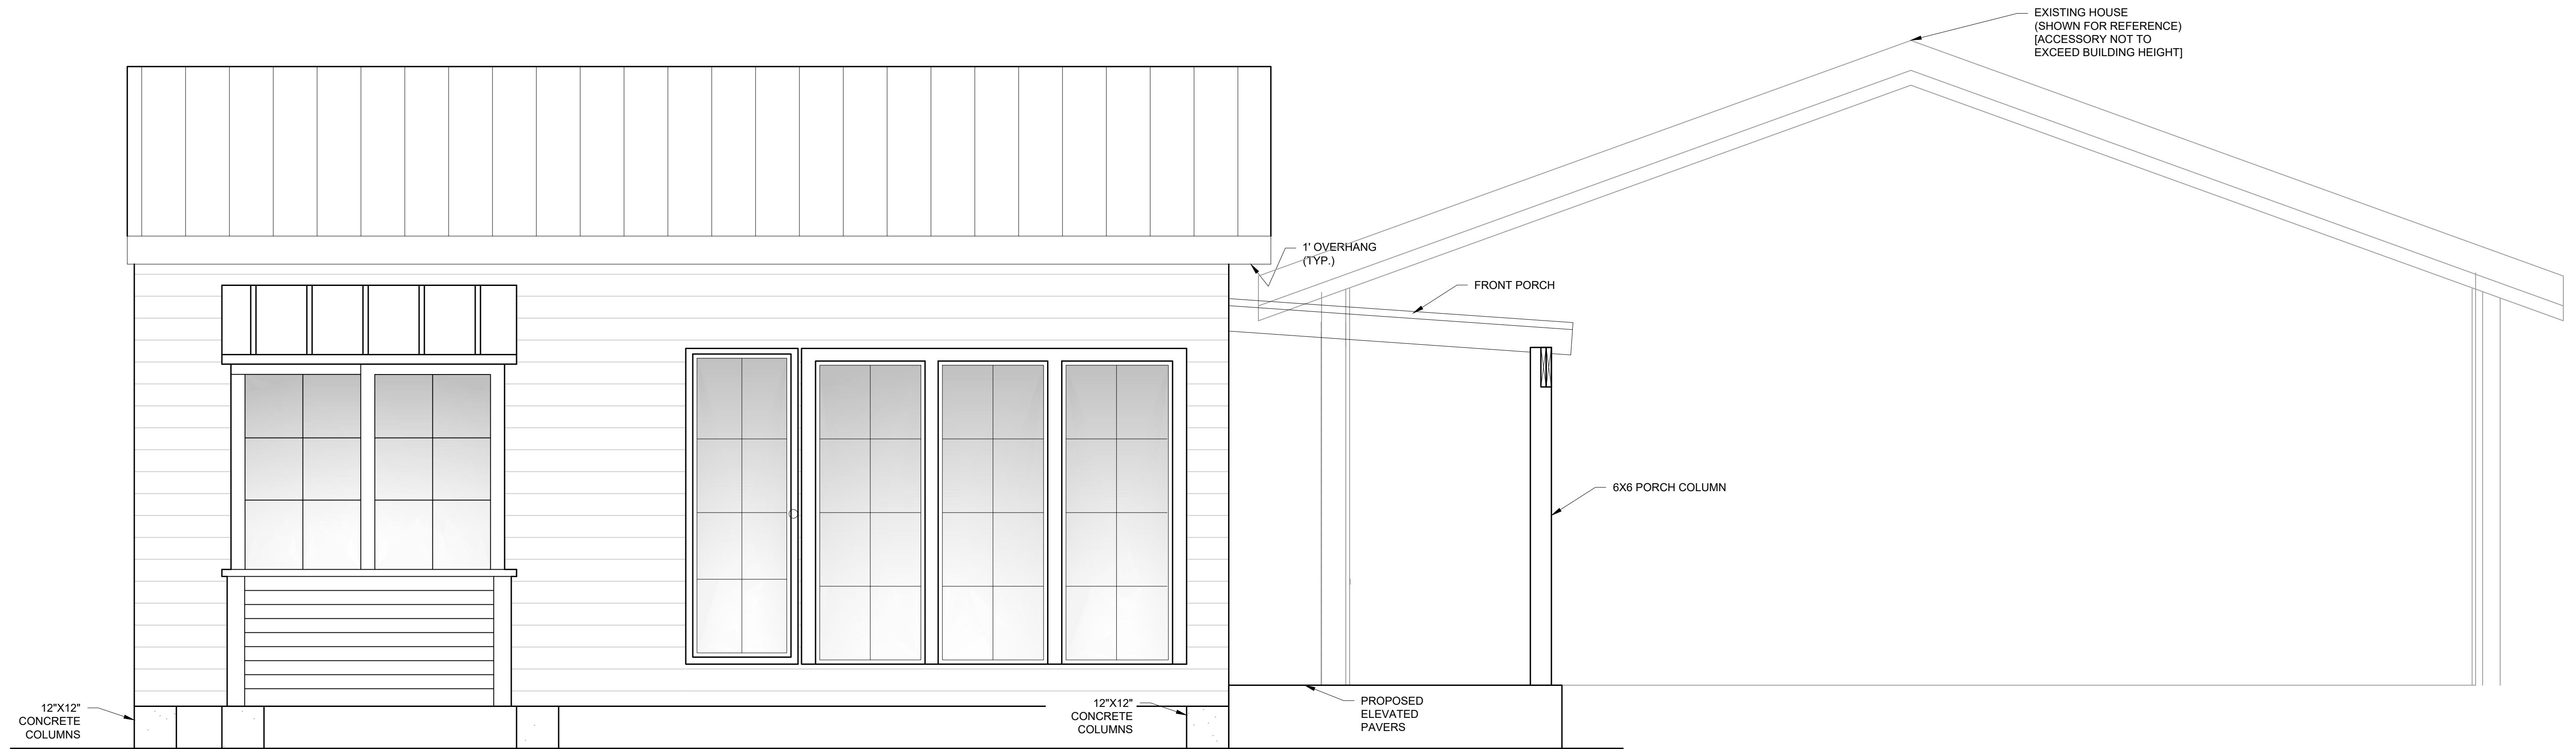 EXISTING HOUSE
(SHOWN FOR REFERENCE)
[ACCESSORY NOT TO
EXCEED BUILDING HEIGHT]
1' OVERHANG
(TYP.)
FRONT PORCH
6X6 PORCH COLUMN
12"X12"
CONCRETE
COLUMNS
12"X12"
CONCRETE
COLUMNS
PROPOSED
ELEVATED
PAVERS